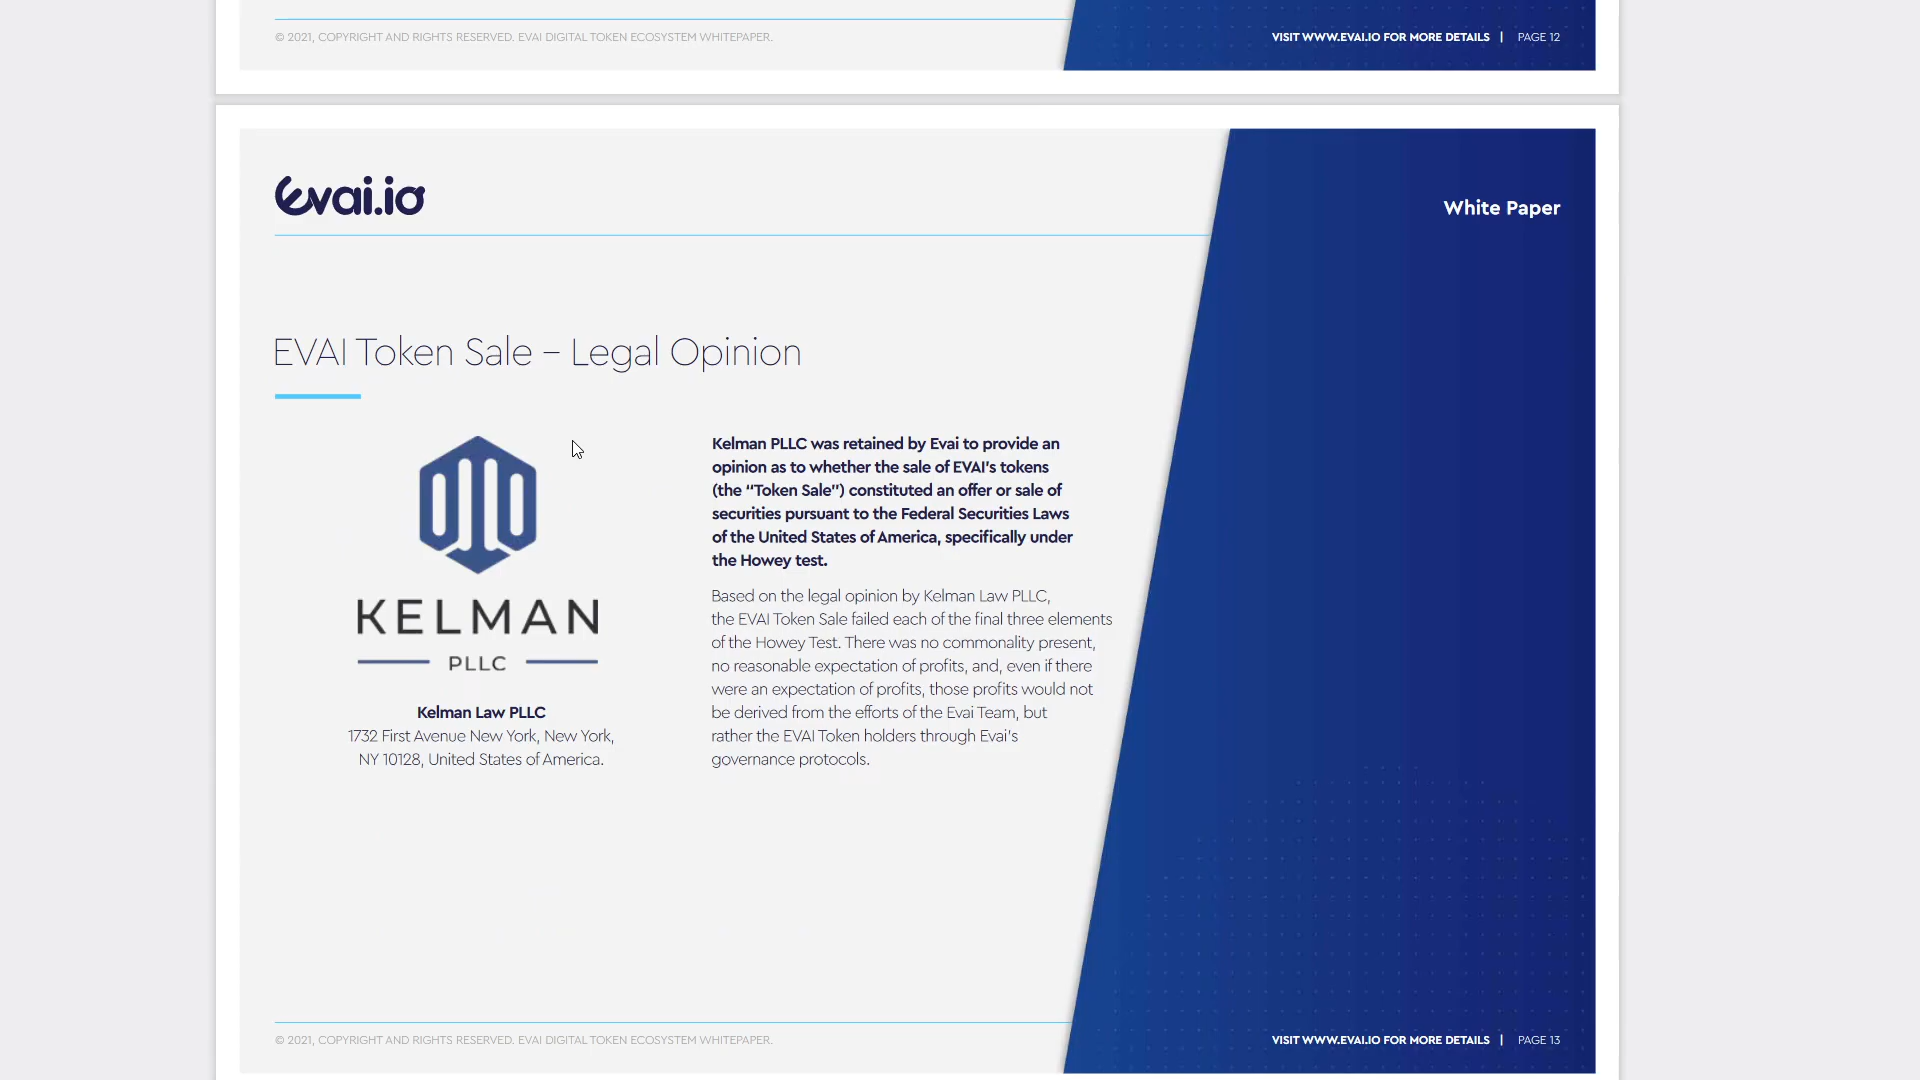 © 2021, COPYRIGHT AND RIGHTS RESERVED. EVAI DIGITAL TOKEN ECOSYSTEM WHITEPAPER.
VISIT WWW.EVAI.IO FOR MORE DETAILS | PAGE 12
evai.io
White Paper
EVAI Token Sale – Legal Opinion
KELMAN
PLLC
Kelman Law PLLC
1732 First Avenue New York, New York,
NY 10128, United States of America.
Kelman PLLC was retained by Evai to provide an
opinion as to whether the sale of EVAI's tokens
(the “Token Sale”) constituted an offer or sale of
securities pursuant to the Federal Securities Laws
of the United States of America, specifically under
the Howey test.
Based on the legal opinion by Kelman Law PLLC,
the EVAI Token Sale failed each of the final three elements
of the Howey Test. There was no commonality present,
no reasonable expectation of profits, and, even if there
were an expectation of profits, those profits would not
be derived from the efforts of the Evai Team, but
rather the EVAI Token holders through Evai's
governance protocols.
© 2021, COPYRIGHT AND RIGHTS RESERVED. EVAI DIGITAL TOKEN ECOSYSTEM WHITEPAPER.
VISIT WWW.EVAI.IO FOR MORE DETAILS | PAGE 13